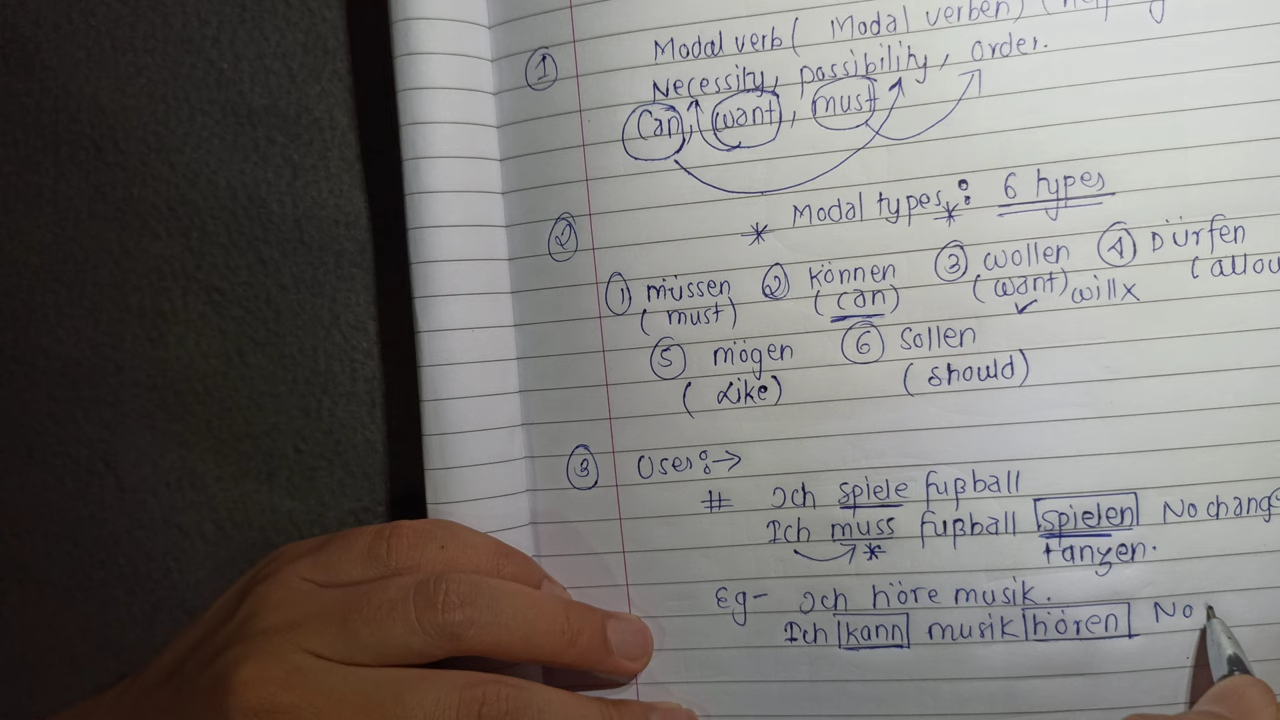 ① Modal verb ( Modal verben)
Necessity, possibility, order.
Can, want, must
② * Modal types * : 6 types
① müssen ② können ③ wollen ④ Dürfen
( must) (can) (want) will x
⑤ mögen ⑥ Sollen
( Like) ( should)
③ Uses :→
# Ich spiele fußball
Ich muss fußball spielen No change
* tanzen.
Eg- Ich höre musik.
Ich kann musik hören No